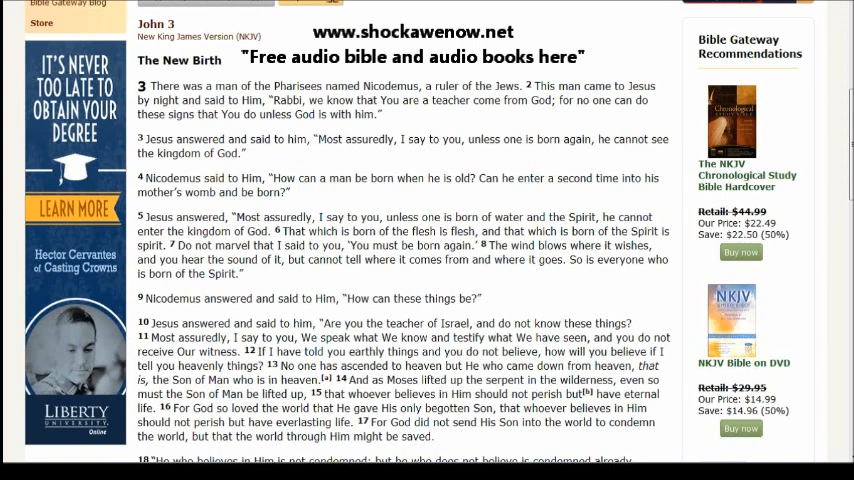 Bible Gateway Blog
Store
IT'S NEVER
TOO LATE TO
OBTAIN YOUR
DEGREE
LEARN MORE
Hector Cervantes
of Casting Crowns
LIBERTY
UNIVERSITY
Online
John 3
New King James Version (NKJV)
www.shockawenow.net
"Free audio bible and audio books here"
The New Birth
3 There was a man of the Pharisees named Nicodemus, a ruler of the Jews. 2 This man came to Jesus
by night and said to Him, “Rabbi, we know that You are a teacher come from God; for no one can do
these signs that You do unless God is with him.”
3 Jesus answered and said to him, “Most assuredly, I say to you, unless one is born again, he cannot see
the kingdom of God.”
4 Nicodemus said to Him, “How can a man be born when he is old? Can he enter a second time into his
mother’s womb and be born?”
5 Jesus answered, “Most assuredly, I say to you, unless one is born of water and the Spirit, he cannot
enter the kingdom of God. 6 That which is born of the flesh is flesh, and that which is born of the Spirit is
spirit. 7 Do not marvel that I said to you, ‘You must be born again.’ 8 The wind blows where it wishes,
and you hear the sound of it, but cannot tell where it comes from and where it goes. So is everyone who
is born of the Spirit.”
9 Nicodemus answered and said to Him, “How can these things be?”
10 Jesus answered and said to him, “Are you the teacher of Israel, and do not know these things?
11 Most assuredly, I say to you, We speak what We know and testify what We have seen, and you do not
receive Our witness. 12 If I have told you earthly things and you do not believe, how will you believe if I
tell you heavenly things? 13 No one has ascended to heaven but He who came down from heaven, that
is, the Son of Man who is in heaven.[a] 14 And as Moses lifted up the serpent in the wilderness, even so
must the Son of Man be lifted up, 15 that whoever believes in Him should not perish but[b] have eternal
life. 16 For God so loved the world that He gave His only begotten Son, that whoever believes in Him
should not perish but have everlasting life. 17 For God did not send His Son into the world to condemn
the world, but that the world through Him might be saved.
18 “He who believes in Him is not condemned; but he who does not believe is condemned already,
Bible Gateway
Recommendations
Chronological
The NKJV
Chronological Study
Bible Hardcover
Retail: $44.99
Our Price: $22.49
Save: $22.50 (50%)
Buy now
NKJV
NKJV Bible on DVD
Retail: $29.95
Our Price: $14.99
Save: $14.96 (50%)
Buy now